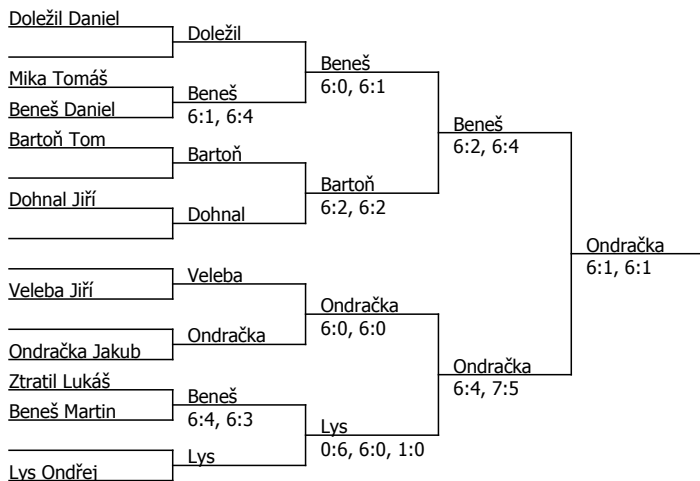 Doležil Daniel
Doležil
Beneš
6:0, 6:1
Mika Tomáš
Beneš
6:1, 6:4
Beneš Daniel
Beneš
6:2, 6:4
Bartoň Tom
Bartoň
Bartoň
6:2, 6:2
Dohnal Jiří
Dohnal
Ondračka
6:1, 6:1
Veleba
Veleba Jiří
Ondračka
6:0, 6:0
Ondračka
Ondračka Jakub
Ondračka
6:4, 7:5
Ztratil Lukáš
Beneš
6:4, 6:3
Beneš Martin
Lys
0:6, 6:0, 1:0
Lys
Lys Ondřej